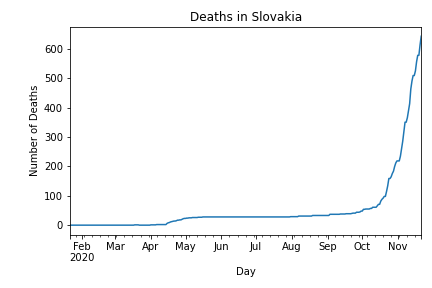 Deaths in Slovakia
Number of Deaths
600
500
400
300
200
100
0
Feb Mar Apr May Jun Jul Aug Sep Oct Nov
2020
Day